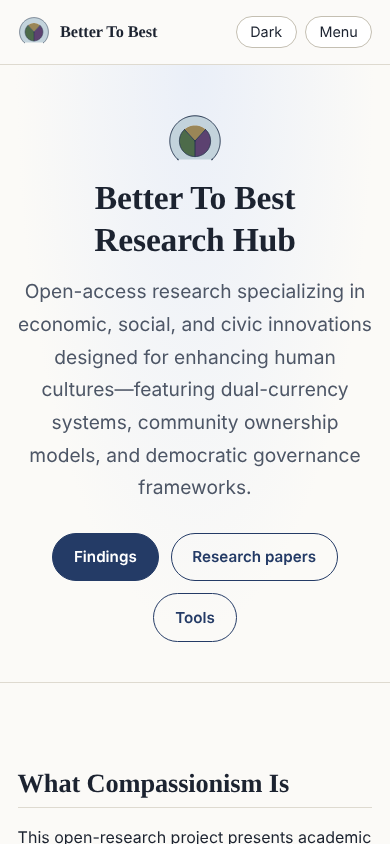 Better To Best
Dark
Menu
Better To Best
Research Hub
Open-access research specializing in
economic, social, and civic innovations
designed for enhancing human
cultures—featuring dual-currency
systems, community ownership
models, and democratic governance
frameworks.
Findings
Research papers
Tools
What Compassionism Is
This open-research project presents academic